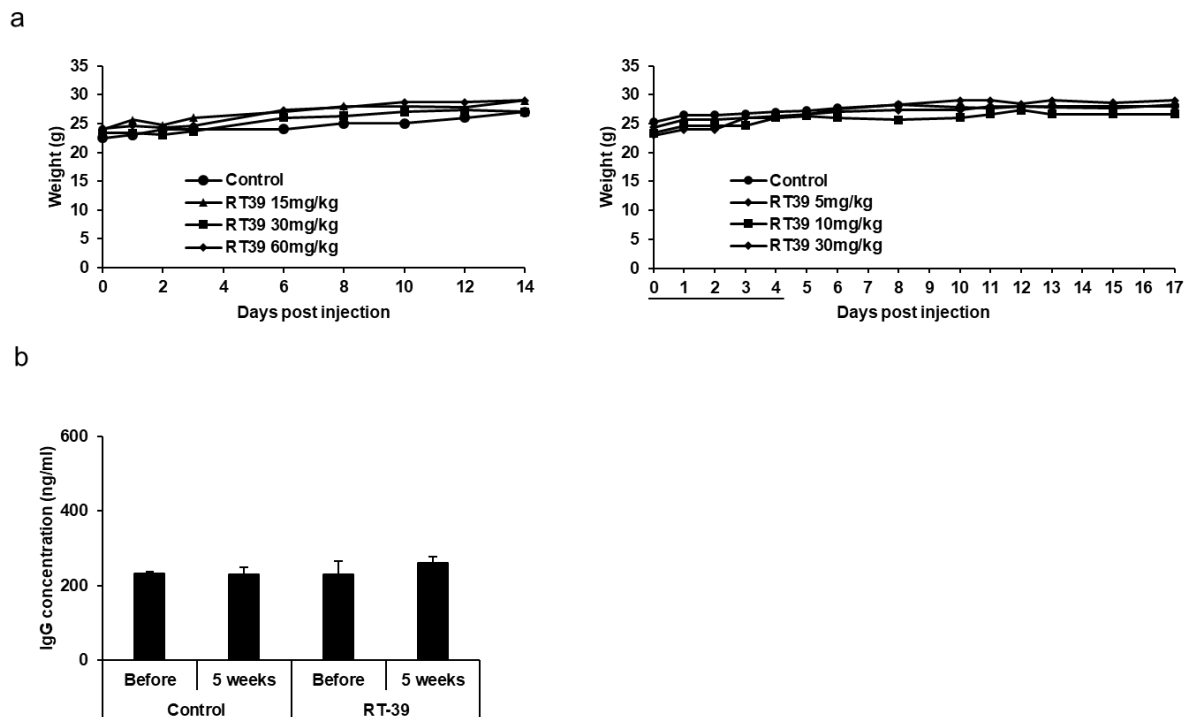 a
Weight (g)
35
30
25
20
15
10
5
0
Control
RT39 15mg/kg
RT39 30mg/kg
RT39 60mg/kg
0 2 4 6 8 10 12 14
Days post injection
Weight (g)
35
30
25
20
15
10
5
0
Control
RT39 5mg/kg
RT39 10mg/kg
RT39 30mg/kg
0 1 2 3 4 5 6 7 8 9 10 11 12 13 14 15 16 17
Days post injection
b
IgG concentration (ng/ml)
600
400
200
0
Before 5 weeks Before 5 weeks
Control RT-39